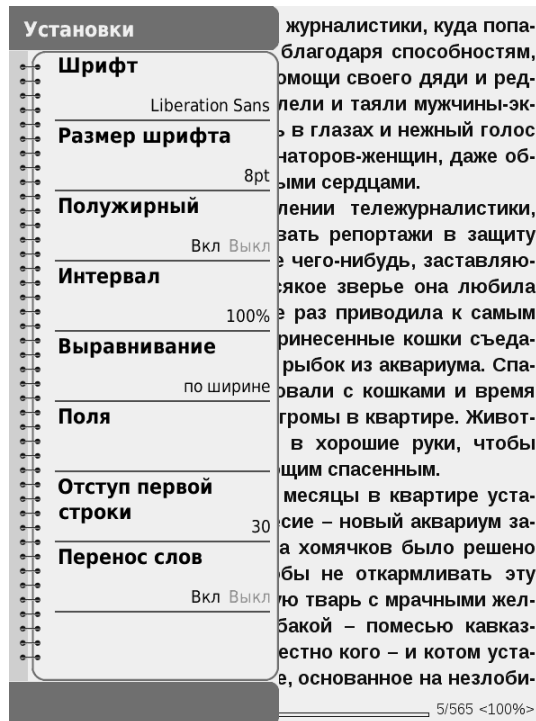 Установки
Шрифт
Liberation Sans
Размер шрифта
8pt
Полужирный
Вкл Выкл
Интервал
100%
Выравнивание
по ширине
Поля
Отступ первой
строки
30
Перенос слов
Вкл Выкл
журналистики, куда попа-
благодаря способностям,
омощи своего дяди и ред-
лели и таяли мужчины-эк-
в глазах и нежный голос
наторов-женщин, даже об-
ыми сердцами.
лении тележурналистики,
вать репортажи в защиту
чего-нибудь, заставляю-
сякое зверье она любила
раз приводила к самым
ринесенные кошки съеда-
рыбок из аквариума. Спа-
овали с кошками и время
громы в квартире. Живот-
в хорошие руки, чтобы
щим спасенным.
месяцы в квартире уста-
есие – новый аквариум за-
а хомячков было решено
обы не откармливать эту
ую тварь с мрачными жел-
бакой – помесью кавказ-
естно кого – и котом уста-
е, основанное на незлоби-
5/565 <100%>